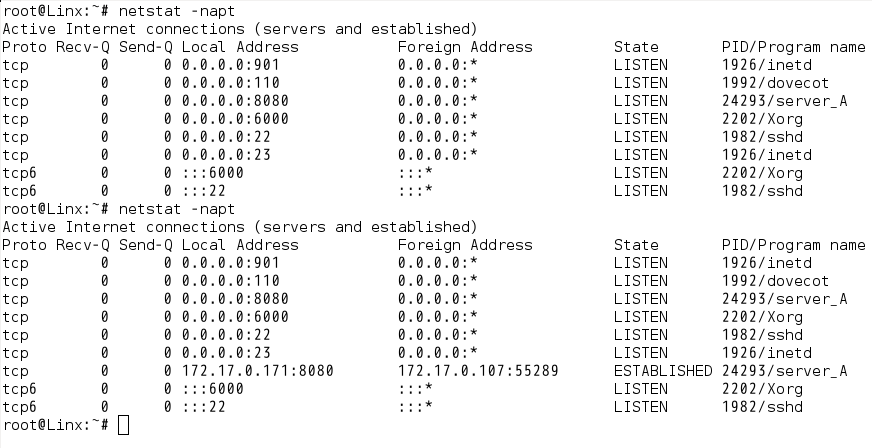 root@Linx:~# netstat -napt
Active Internet connections (servers and established)
Proto Recv-Q Send-Q Local Address           Foreign Address         State       PID/Program name
tcp        0      0 0.0.0.0:901             0.0.0.0:*               LISTEN      1926/inetd
tcp        0      0 0.0.0.0:110             0.0.0.0:*               LISTEN      1992/dovecot
tcp        0      0 0.0.0.0:8080            0.0.0.0:*               LISTEN      24293/server_A
tcp        0      0 0.0.0.0:6000            0.0.0.0:*               LISTEN      2202/Xorg
tcp        0      0 0.0.0.0:22              0.0.0.0:*               LISTEN      1982/sshd
tcp        0      0 0.0.0.0:23              0.0.0.0:*               LISTEN      1926/inetd
tcp6       0      0 :::6000                 :::*                    LISTEN      2202/Xorg
tcp6       0      0 :::22                   :::*                    LISTEN      1982/sshd
root@Linx:~# netstat -napt
Active Internet connections (servers and established)
Proto Recv-Q Send-Q Local Address           Foreign Address         State       PID/Program name
tcp        0      0 0.0.0.0:901             0.0.0.0:*               LISTEN      1926/inetd
tcp        0      0 0.0.0.0:110             0.0.0.0:*               LISTEN      1992/dovecot
tcp        0      0 0.0.0.0:8080            0.0.0.0:*               LISTEN      24293/server_A
tcp        0      0 0.0.0.0:6000            0.0.0.0:*               LISTEN      2202/Xorg
tcp        0      0 0.0.0.0:22              0.0.0.0:*               LISTEN      1982/sshd
tcp        0      0 0.0.0.0:23              0.0.0.0:*               LISTEN      1926/inetd
tcp        0      0 172.17.0.171:8080       172.17.0.107:55289      ESTABLISHED 24293/server_A
tcp6       0      0 :::6000                 :::*                    LISTEN      2202/Xorg
tcp6       0      0 :::22                   :::*                    LISTEN      1982/sshd
root@Linx:~#